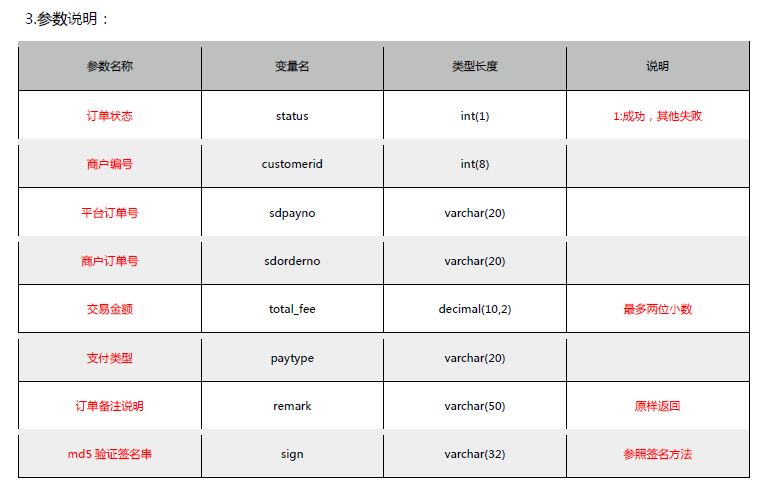 3.参数说明：
参数名称 变量名 类型长度 说明
订单状态 status int(1) 1:成功，其他失败
商户编号 customerid int(8)
平台订单号 sdpayno varchar(20)
商户订单号 sdorderno varchar(20)
交易金额 total_fee decimal(10,2) 最多两位小数
支付类型 paytype varchar(20)
订单备注说明 remark varchar(50) 原样返回
md5 验证签名串 sign varchar(32) 参照签名方法